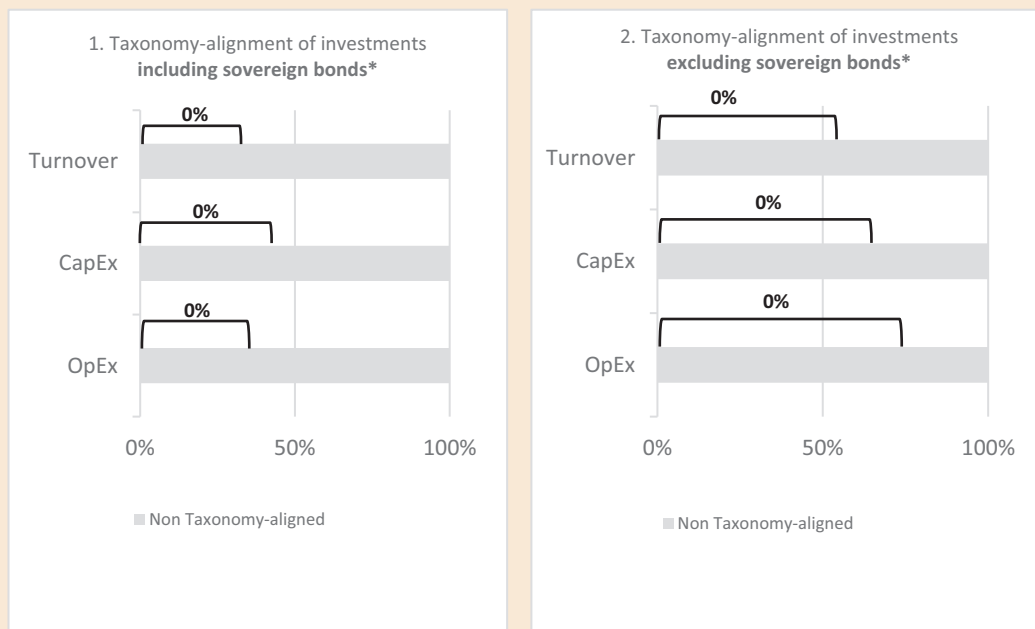 1. Taxonomy-alignment of investments
including sovereign bonds*
0%
Turnover
0%
CapEx
0%
OpEx
0% 50% 100%
Non Taxonomy-aligned
2. Taxonomy-alignment of investments
excluding sovereign bonds*
0%
Turnover
0%
CapEx
0%
OpEx
0% 50% 100%
Non Taxonomy-aligned